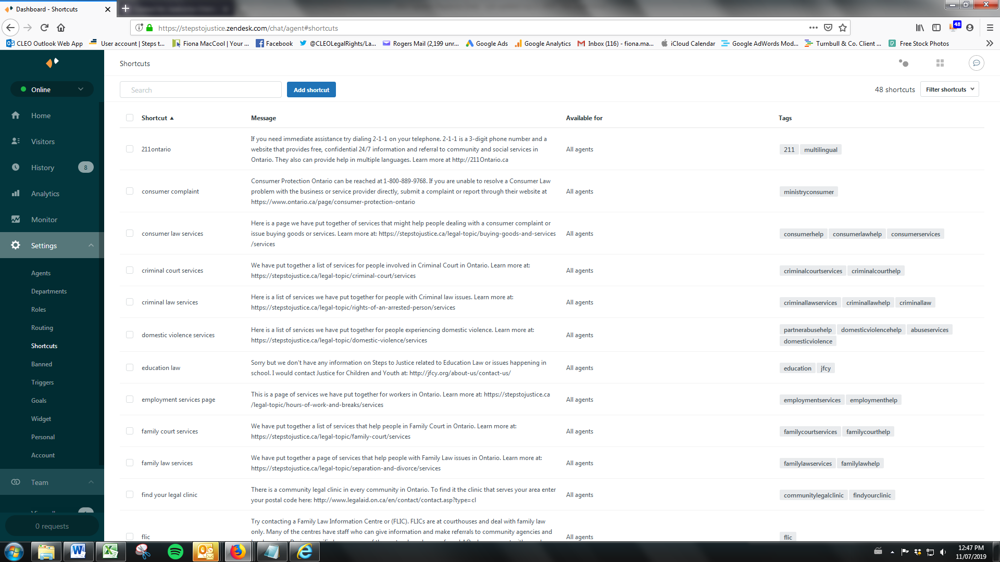 Dashboard - Shortcuts
https://stepstojustice.zendesk.com/chat/agent#shortcuts
48
CLEO Outlook Web App
User account | Steps t...
Fiona MacCool | Your ...
Facebook
@CLEOLegalRights/La...
Rogers Mail (2,199 unr...
Google Ads
Google Analytics
Inbox (116) - fiona.ma...
iCloud Calendar
Google AdWords Mod...
Turnbull & Co. Client ...
Free Stock Photos
Online
Home
Visitors
History 8
Analytics
Monitor
Settings
Agents
Departments
Roles
Routing
Shortcuts
Banned
Triggers
Goals
Widget
Personal
Account
Team
0 requests
Shortcuts
Search
Add shortcut
48 shortcuts
Filter shortcuts
Shortcut Message Available for Tags
211ontario
If you need immediate assistance try dialing 2-1-1 on your telephone. 2-1-1 is a 3-digit phone number and a
website that provides free, confidential 24/7 information and referral to community and social services in
Ontario. They also can provide help in multiple languages. Learn more at http://211Ontario.ca
All agents
211 multilingual
consumer complaint
Consumer Protection Ontario can be reached at 1-800-889-9768. If you are unable to resolve a Consumer Law
problem with the business or service provider directly, submit a complaint or report through their website at
https://www.ontario.ca/page/consumer-protection-ontario
All agents
ministryconsumer
consumer law services
Here is a page we have put together of services that might help people dealing with a consumer complaint or
issue buying goods or services. Learn more at: https://stepstojustice.ca/legal-topic/buying-goods-and-services
/services
All agents
consumerhelp consumerlawhelp consumerservices
criminal court services
We have put together a list of services for people involved in Criminal Court in Ontario. Learn more at:
https://stepstojustice.ca/legal-topic/criminal-court/services
All agents
criminalcourtservices criminalcourthelp
criminal law services
Here is a list of services we have put together for people with Criminal law issues. Learn more at:
https://stepstojustice.ca/legal-topic/rights-of-an-arrested-person/services
All agents
criminallawservices criminallawhelp criminallaw
domestic violence services
Here is a list of services we have put together for people experiencing domestic violence. Learn more at:
https://stepstojustice.ca/legal-topic/domestic-violence/services
All agents
partnerabusehelp domesticviolencehelp abuseservices
domesticviolence
education law
Sorry but we don't have any information on Steps to Justice related to Education Law or issues happening in
school. I would contact Justice for Children and Youth at: http://jfcy.org/about-us/contact-us/
All agents
education jfcy
employment services page
This is a page of services we have put together for workers in Ontario. Learn more at: https://stepstojustice.ca
/legal-topic/hours-of-work-and-breaks/services
All agents
employmentservices employmenthelp
family court services
We have put together a list of services that help people in Family Court in Ontario. Learn more at:
https://stepstojustice.ca/legal-topic/family-court/services
All agents
familycourtservices familycourthelp
family law services
We have put together a page of services that help people with Family Law issues in Ontario. Learn more at:
https://stepstojustice.ca/legal-topic/separation-and-divorce/services
All agents
familylawservices familylawhelp
find your legal clinic
There is a community legal clinic in every community in Ontario. To find it the clinic that serves your area enter
your postal code here: http://www.legalaid.on.ca/en/contact/contact.asp?type=cl
All agents
communitylegalclinic findyourclinic
flic
Try contacting a Family Law Information Centre or (FLIC). FLICs are at courthouses and deal with family law
only. Many of the centres have staff who can give information and make referrals to community agencies and
All agents
flic
12:47 PM
11/07/2019